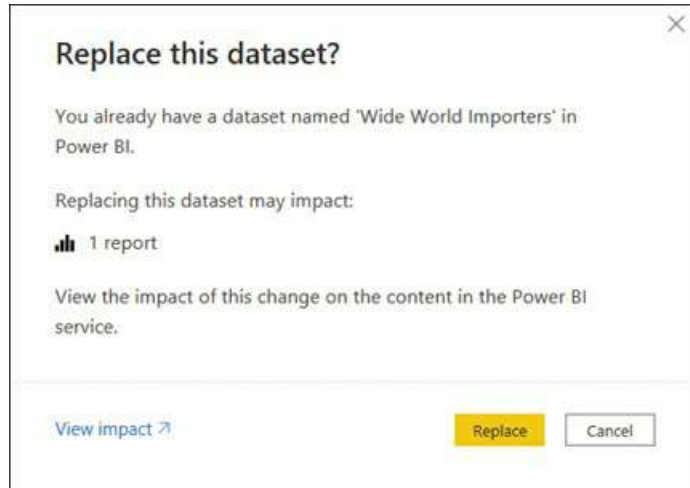 Replace this dataset?
You already have a dataset named 'Wide World Importers' in
Power BI.
Replacing this dataset may impact:
1 report
View the impact of this change on the content in the Power BI
service.
View impact
Replace
Cancel